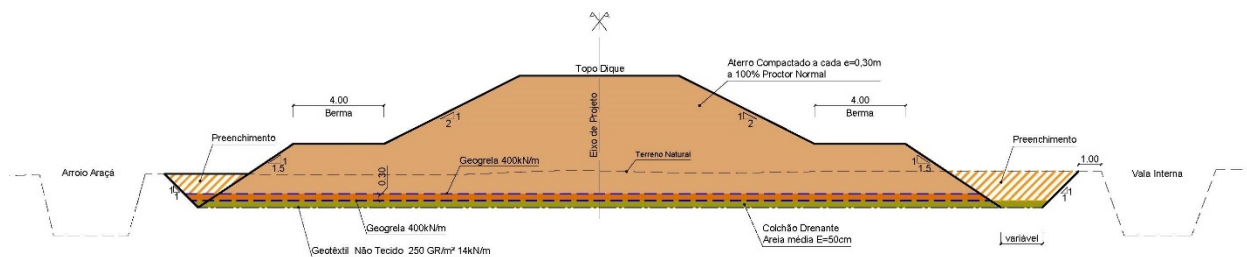 Topo Dique
Aterro Compactado a cada e=0,30m
a 100% Proctor Normal
4.00
Berma
1
2
Eixo de Projeto
1
2
4.00
Berma
Preenchimento
1
1.5
Geogrela 400kN/m
0.30
Terreno Natural
1
1.5
Preenchimento
1.00
Arroio Araçá
1
1
1
1
Vala Interna
Geogrela 400kN/m
Colchão Drenante
Areia média E=50cm
variável
Geotêxtil Não Tecido 250 GR/m² 14kN/m